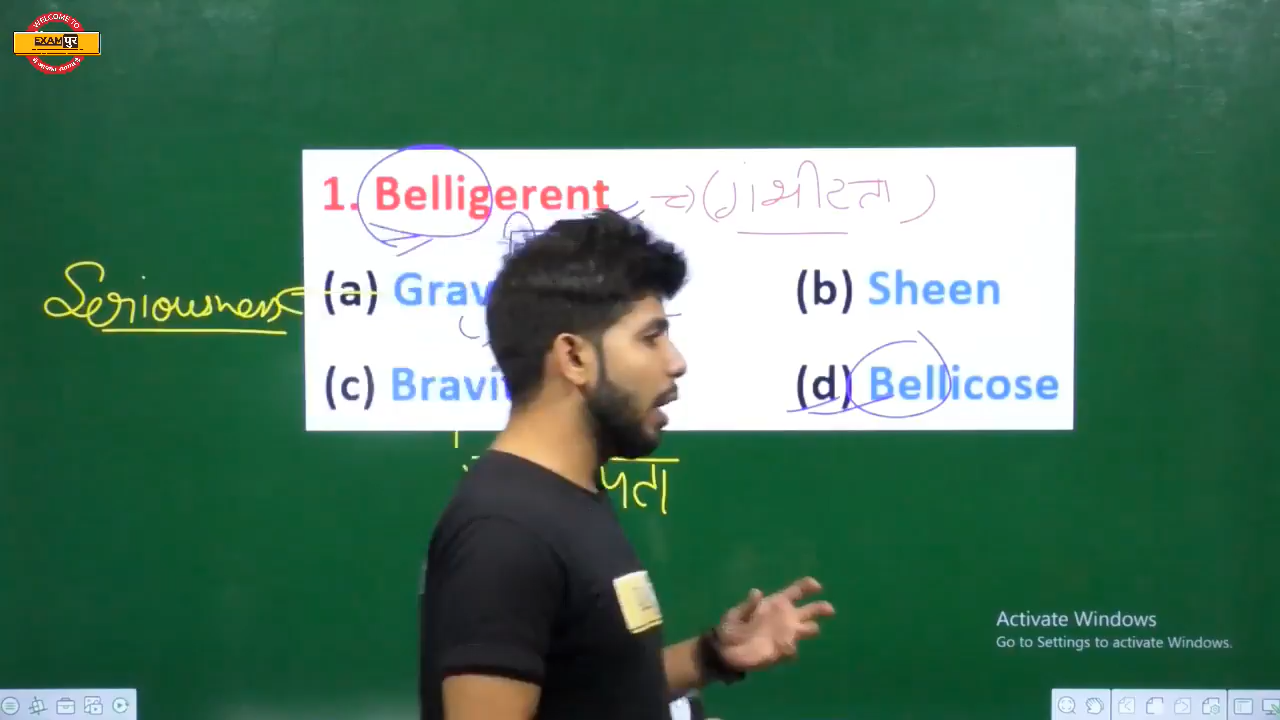 WELCOME TO
EXAMपुर
1. Belligerent ⇒ (गंभीरता)
Seriousness (a) Grav
(b) Sheen
(c) Bravi
(d) Bellicose
पता
Activate Windows
Go to Settings to activate Windows.